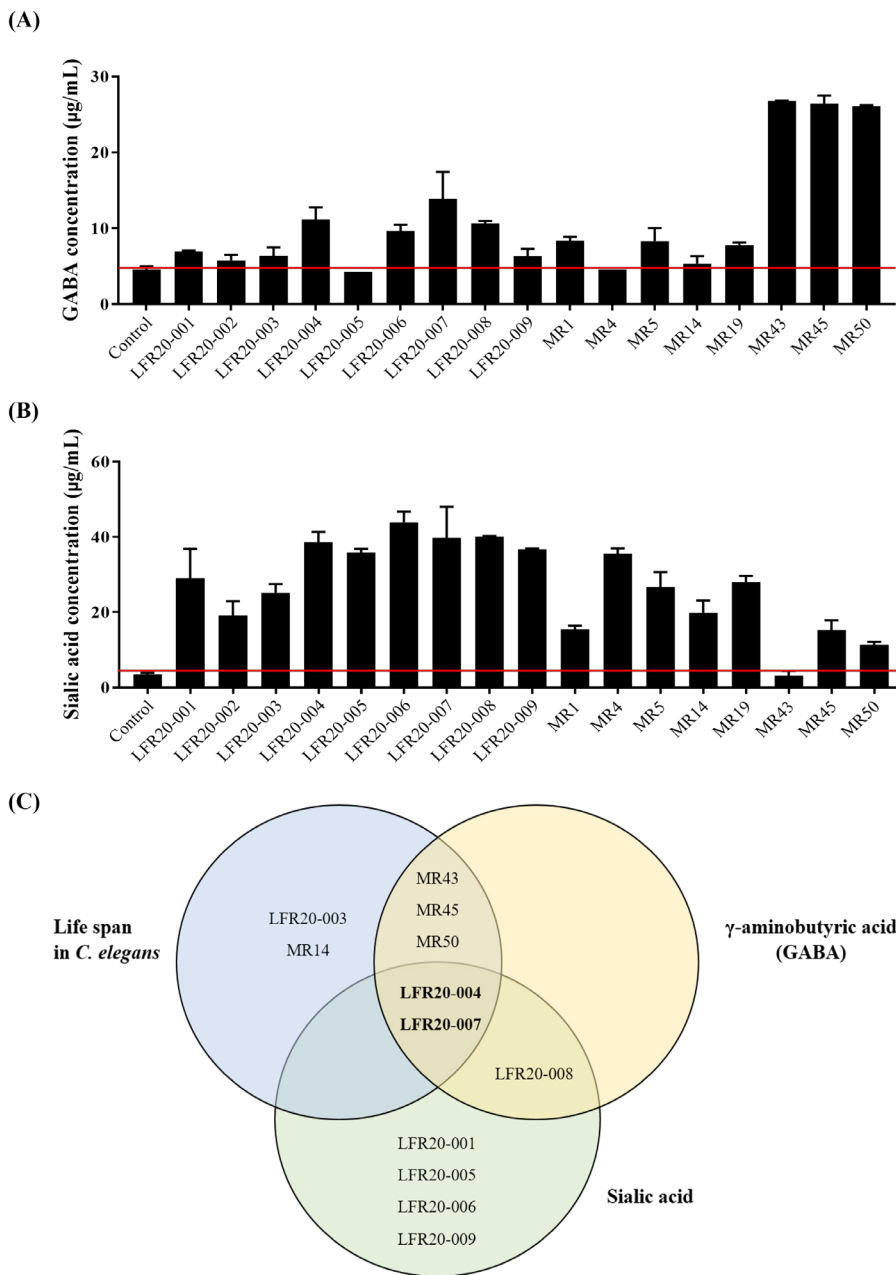 (A)
GABA concentration (µg/mL)
30
20
10
0
Control
LFR20-001
LFR20-002
LFR20-003
LFR20-004
LFR20-005
LFR20-006
LFR20-007
LFR20-008
LFR20-009
MR1
MR4
MR5
MR14
MR19
MR43
MR45
MR50
(B)
Sialic acid concentration (µg/mL)
60
40
20
0
Control
LFR20-001
LFR20-002
LFR20-003
LFR20-004
LFR20-005
LFR20-006
LFR20-007
LFR20-008
LFR20-009
MR1
MR4
MR5
MR14
MR19
MR43
MR45
MR50
(C)
Life span
in C. elegans
LFR20-003
MR14
MR43
MR45
MR50
γ-aminobutyric acid
(GABA)
LFR20-004
LFR20-007
LFR20-008
LFR20-001
LFR20-005
LFR20-006
LFR20-009
Sialic acid